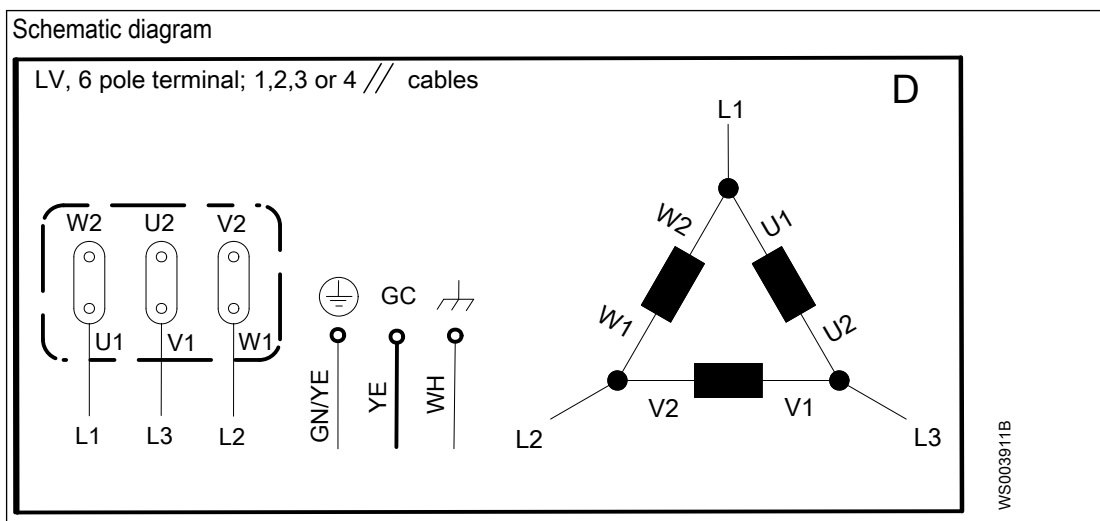 Schematic diagram
LV, 6 pole terminal; 1,2,3 or 4 // cables
D
W2 U2 V2
U1 V1 W1
L1 L3 L2
GC
GN/YE
YE
WH
L1
W2
U1
W1
U2
V2 V1
L2
L3
WS003911B